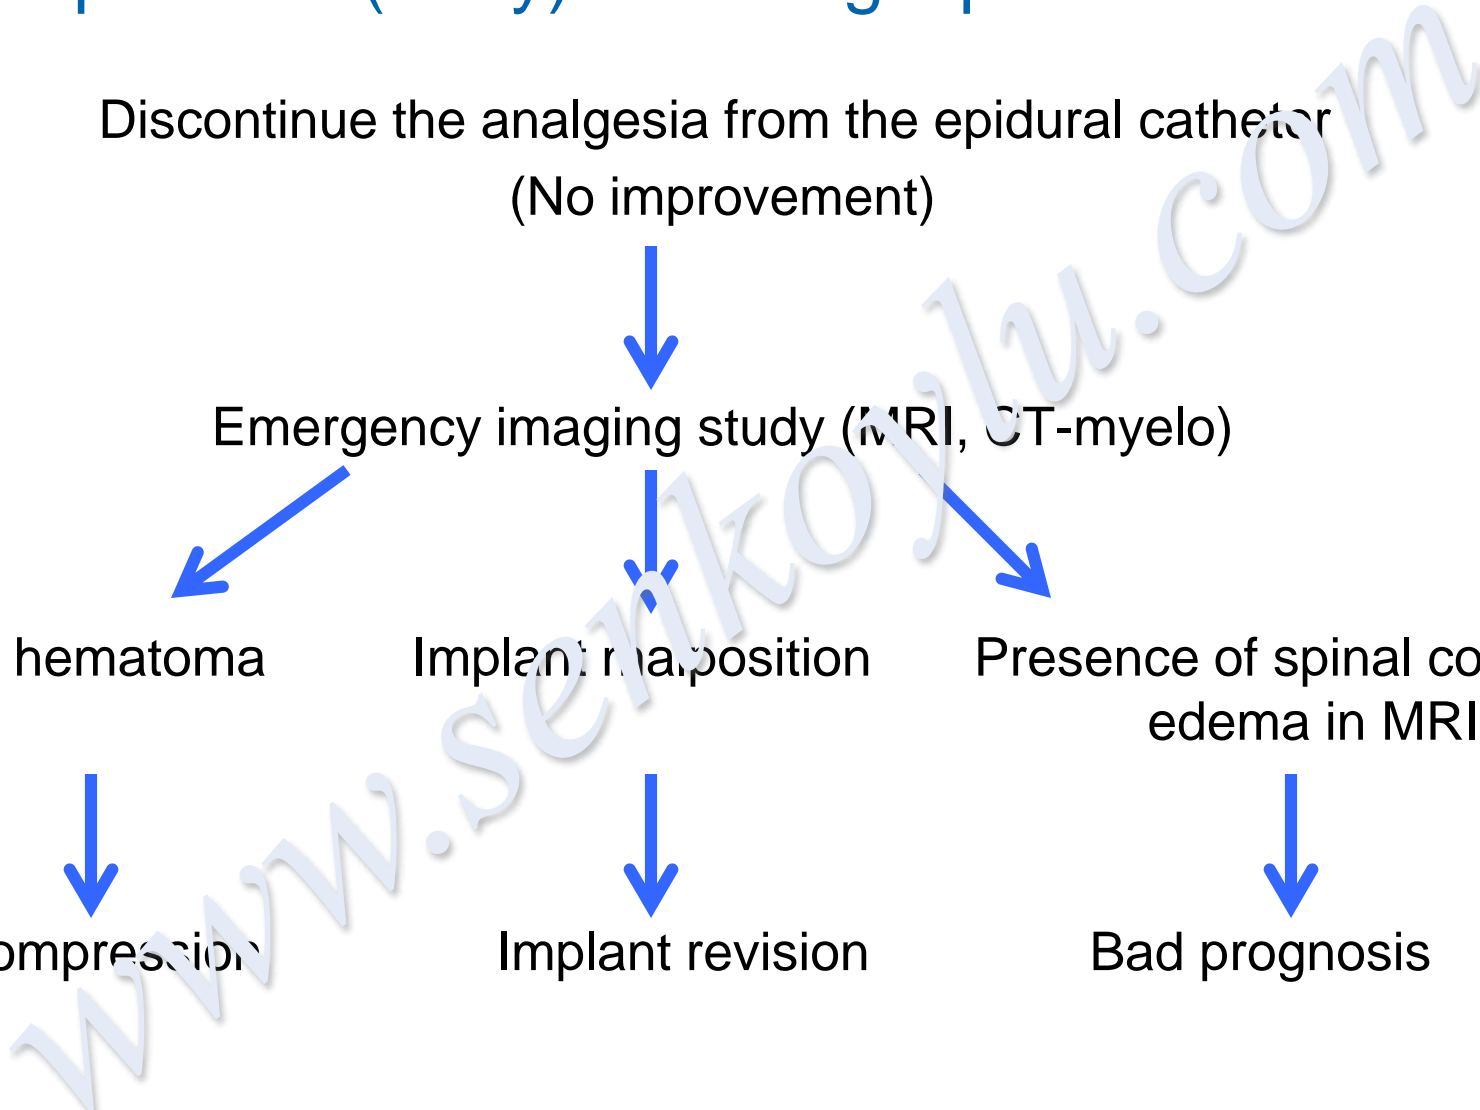 Discontinue the analgesia from the epidural catheter
(No improvement)
Emergency imaging study (MRI, CT-myelo)
hematoma Implant malposition Presence of spinal co
edema in MRI
ompression Implant revision Bad prognosis
www.senkoylu.com